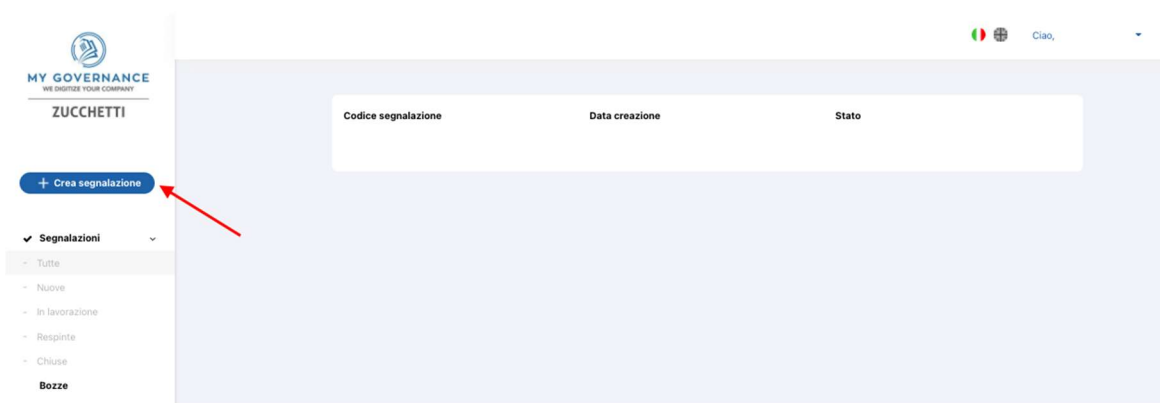 MY GOVERNANCE
WE DIGITIZE YOUR COMPANY
ZUCCHETTI
Ciao,
Codice segnalazione Data creazione Stato
+ Crea segnalazione
Segnalazioni
- Tutte
- Nuove
- In lavorazione
- Respinte
- Chiuse
Bozze